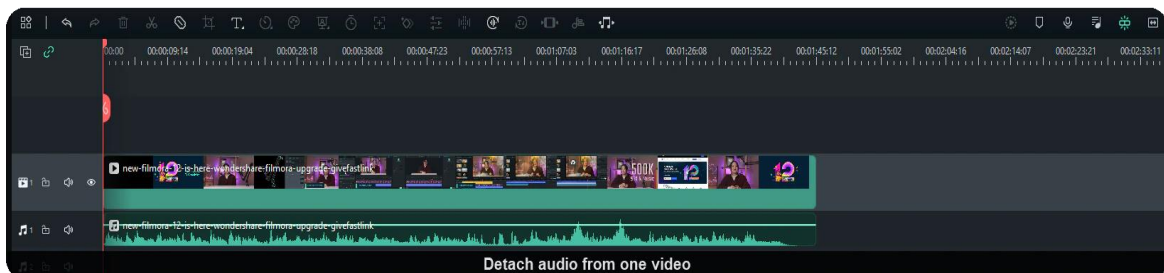 00:00 00:00:09:14 00:00:19:04 00:00:28:18 00:00:38:08 00:00:47:23 00:00:57:13 00:01:07:03 00:01:16:17 00:01:26:08 00:01:35:22 00:01:45:12 00:01:55:02 00:02:04:16 00:02:14:07 00:02:23:21 00:02:33:11
new-filmora-12-is-here-wondershare-filmora-upgrade-givefastlink
500K
12
12
1
new-filmora-12-is-here-wondershare-filmora-upgrade-givefastlink
1
Detach audio from one video